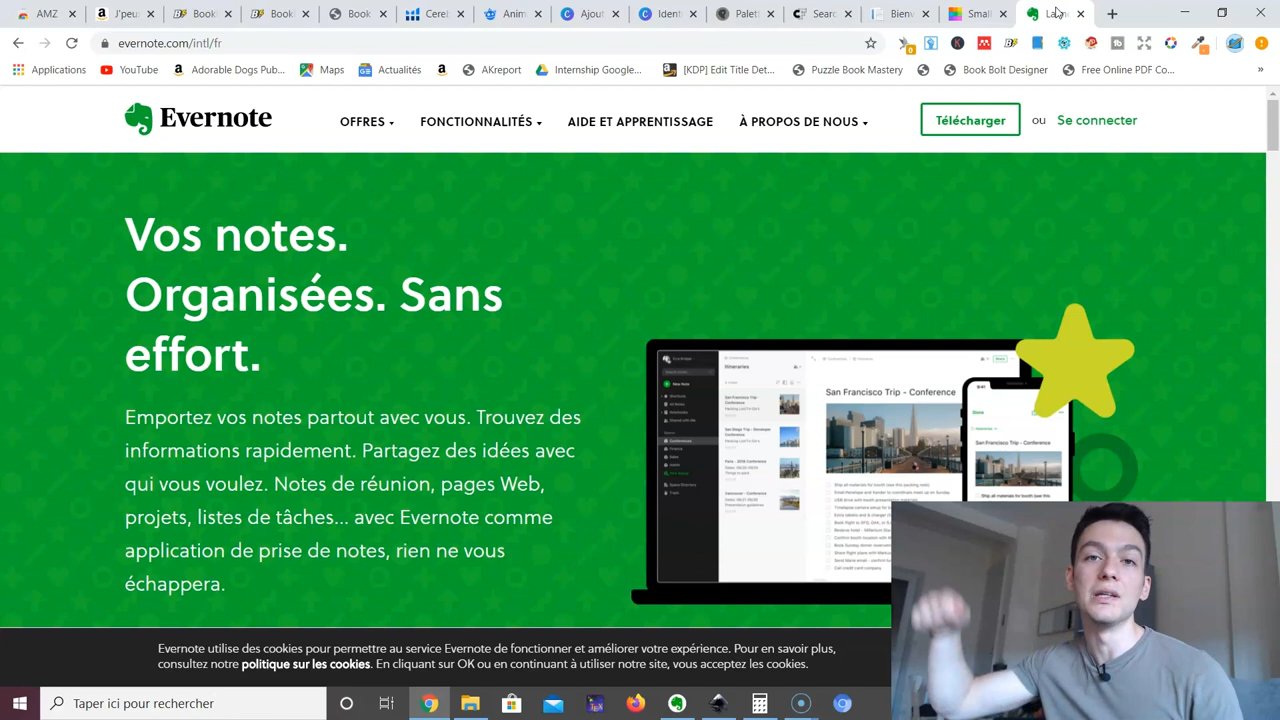 AMZ
J'peu
Book
Book
Book
Cereb
Anim
Ajout
Identi
Palett
Searc
Bienv
Small
evernote.com/intl/fr
Applications YouTube Adorable Dogs Pub... Maps Actualités AKreport Internship Google... [KDP] Edit Title Det... Puzzle Book Mastery Book Bolt Designer Free Online PDF Co... »
Evernote OFFRES FONCTIONNALITÉS AIDE ET APPRENTISSAGE À PROPOS DE NOUS Télécharger ou Se connecter
Vos notes.
Organisées. Sans
effort.
Emportez vos notes partout avec vous. Trouvez des
informations rapidement. Partagez des idées avec
qui vous voulez. Notes de réunion, pages Web,
projets, listes de tâches... avec Evernote comme
application de prise de notes, rien ne vous
échappera.
San Francisco Trip - Conference
San Francisco Trip - Conference
Evernote utilise des cookies pour permettre au service Evernote de fonctionner et améliorer votre expérience. Pour en savoir plus,
consultez notre politique sur les cookies. En cliquant sur OK ou en continuant à utiliser notre site, vous acceptez les cookies.
Taper ici pour rechercher